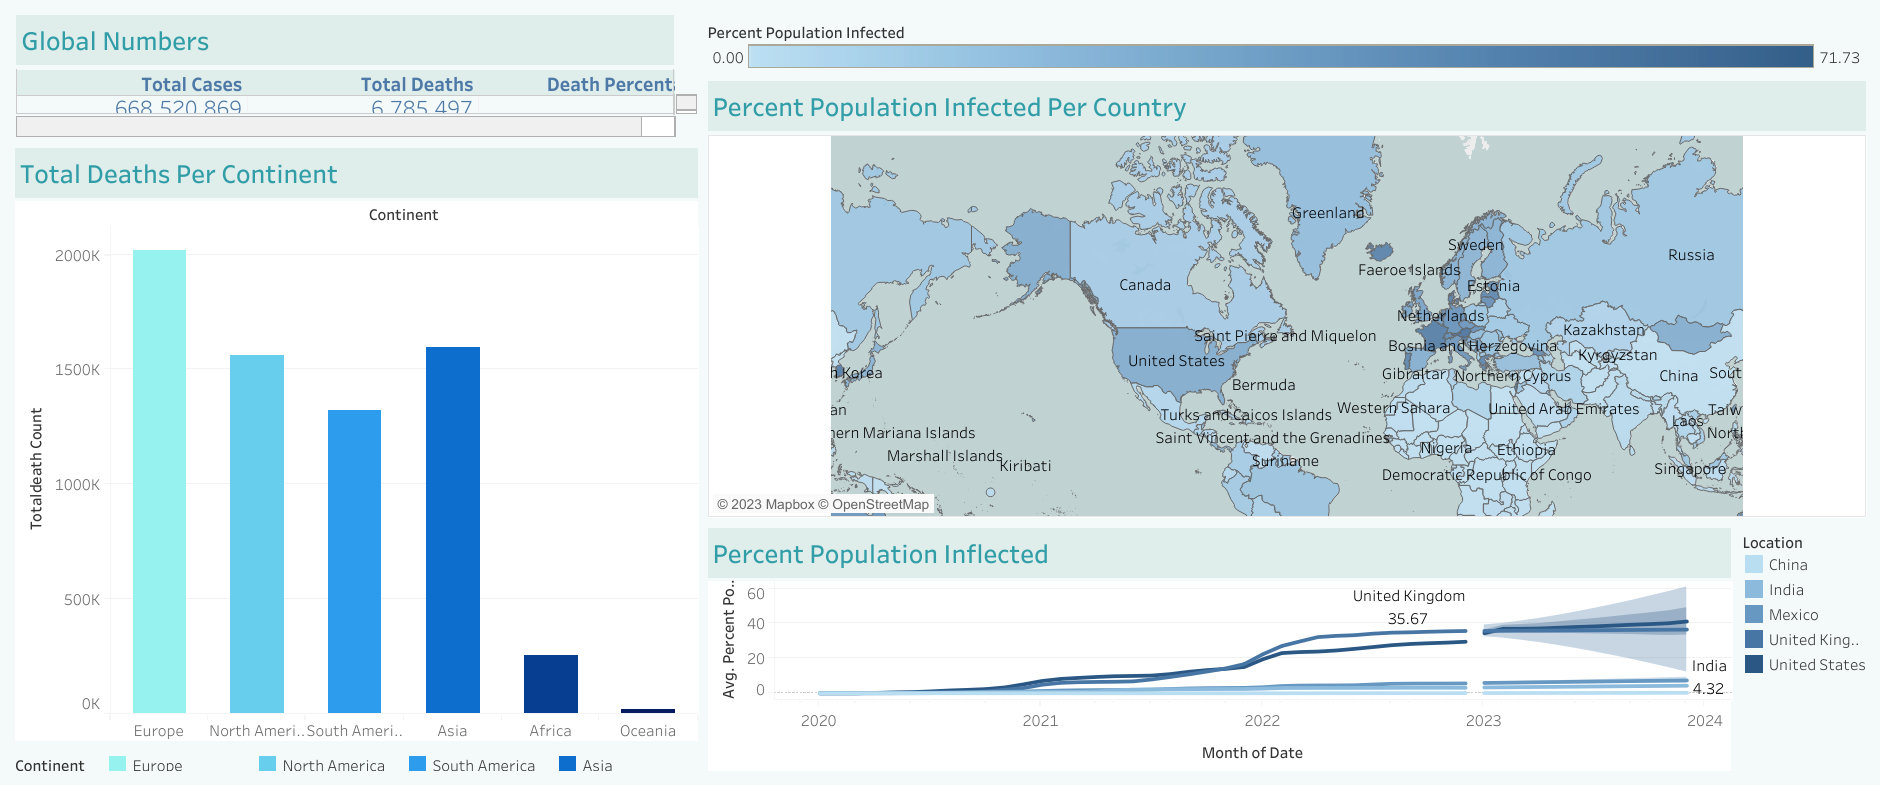 Global Numbers
Total Cases Total Deaths Death Percent
668,520,869 6,785,497
Total Deaths Per Continent
Continent
Totaldeath Count
2000K
1500K
1000K
500K
0K
Europe North Ameri.. South Ameri.. Asia Africa Oceania
Continent Europe North America South America Asia
Percent Population Infected
0.00 71.73
Percent Population Infected Per Country
Greenland
Sweden
Russia
Faeroe Islands
Canada
Estonia
Netherlands
Kazakhstan
Saint Pierre and Miquelon
Bosnia and Herzegovina
Kyrgyzstan
United States
h Korea
Gibraltar
Northern Cyprus
China
Sout
Bermuda
an
Turks and Caicos Islands
Western Sahara
United Arab Emirates
Taiw
Laos
hern Mariana Islands
Saint Vincent and the Grenadines
North
Nigeria
Ethiopia
Marshall Islands
Kiribati
Suriname
Singapore
Democratic Republic of Congo
© 2023 Mapbox © OpenStreetMap
Percent Population Inflected
Avg. Percent Po..
60
40
20
0
United Kingdom
35.67
India
4.32
2020 2021 2022 2023 2024
Month of Date
Location
China
India
Mexico
United King..
United States